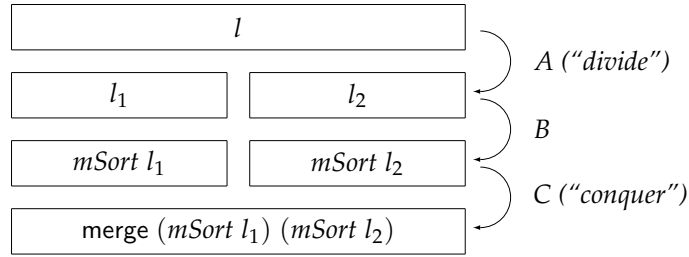 l
A (“divide”)
l₁ l₂
B
mSort l₁ mSort l₂
C (“conquer”)
merge (mSort l₁) (mSort l₂)